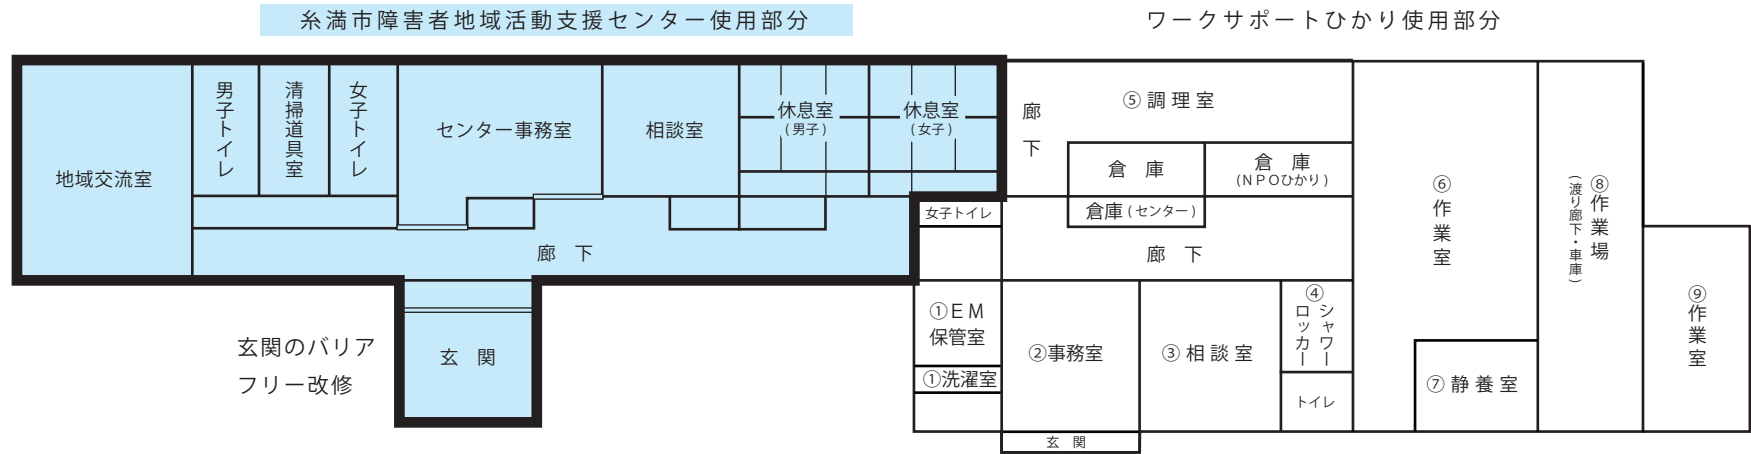 糸満市障害者地域活動支援センター使用部分
ワークサポートひかり使用部分
地域交流室
男子トイレ
清掃道具室
女子トイレ
センター事務室
相談室
休息室
(男子)
休息室
(女子)
廊下
玄関
玄関のバリア
フリー改修
廊下
⑤調理室
倉庫
倉庫
(NPOひかり)
倉庫(センター)
女子トイレ
廊下
①EM
保管室
①洗濯室
②事務室
③相談室
④
シャワー
ロッカー
トイレ
玄関
⑥作業室
⑦静養室
⑧作業場
(渡り廊下・車庫)
⑨作業室